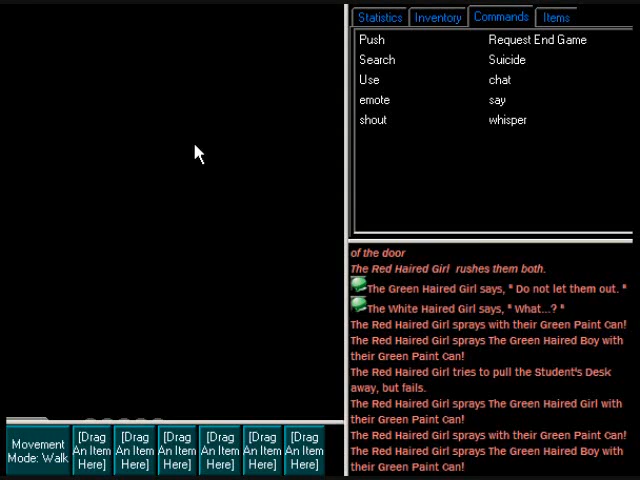 Statistics Inventory Commands Items
Push Request End Game
Search Suicide
Use chat
emote say
shout whisper
of the door
The Red Haired Girl rushes them both.
The Green Haired Girl says, " Do not let them out. "
The White Haired Girl says, " What...? "
The Red Haired Girl sprays with their Green Paint Can!
The Red Haired Girl sprays The Green Haired Boy with
their Green Paint Can!
The Red Haired Girl tries to pull the Student's Desk
away, but fails.
The Red Haired Girl sprays The Green Haired Girl with
their Green Paint Can!
The Red Haired Girl sprays with their Green Paint Can!
The Red Haired Girl sprays The Green Haired Boy with
their Green Paint Can!
Movement
Mode: Walk
[Drag
An Item
Here]
[Drag
An Item
Here]
[Drag
An Item
Here]
[Drag
An Item
Here]
[Drag
An Item
Here]
[Drag
An Item
Here]